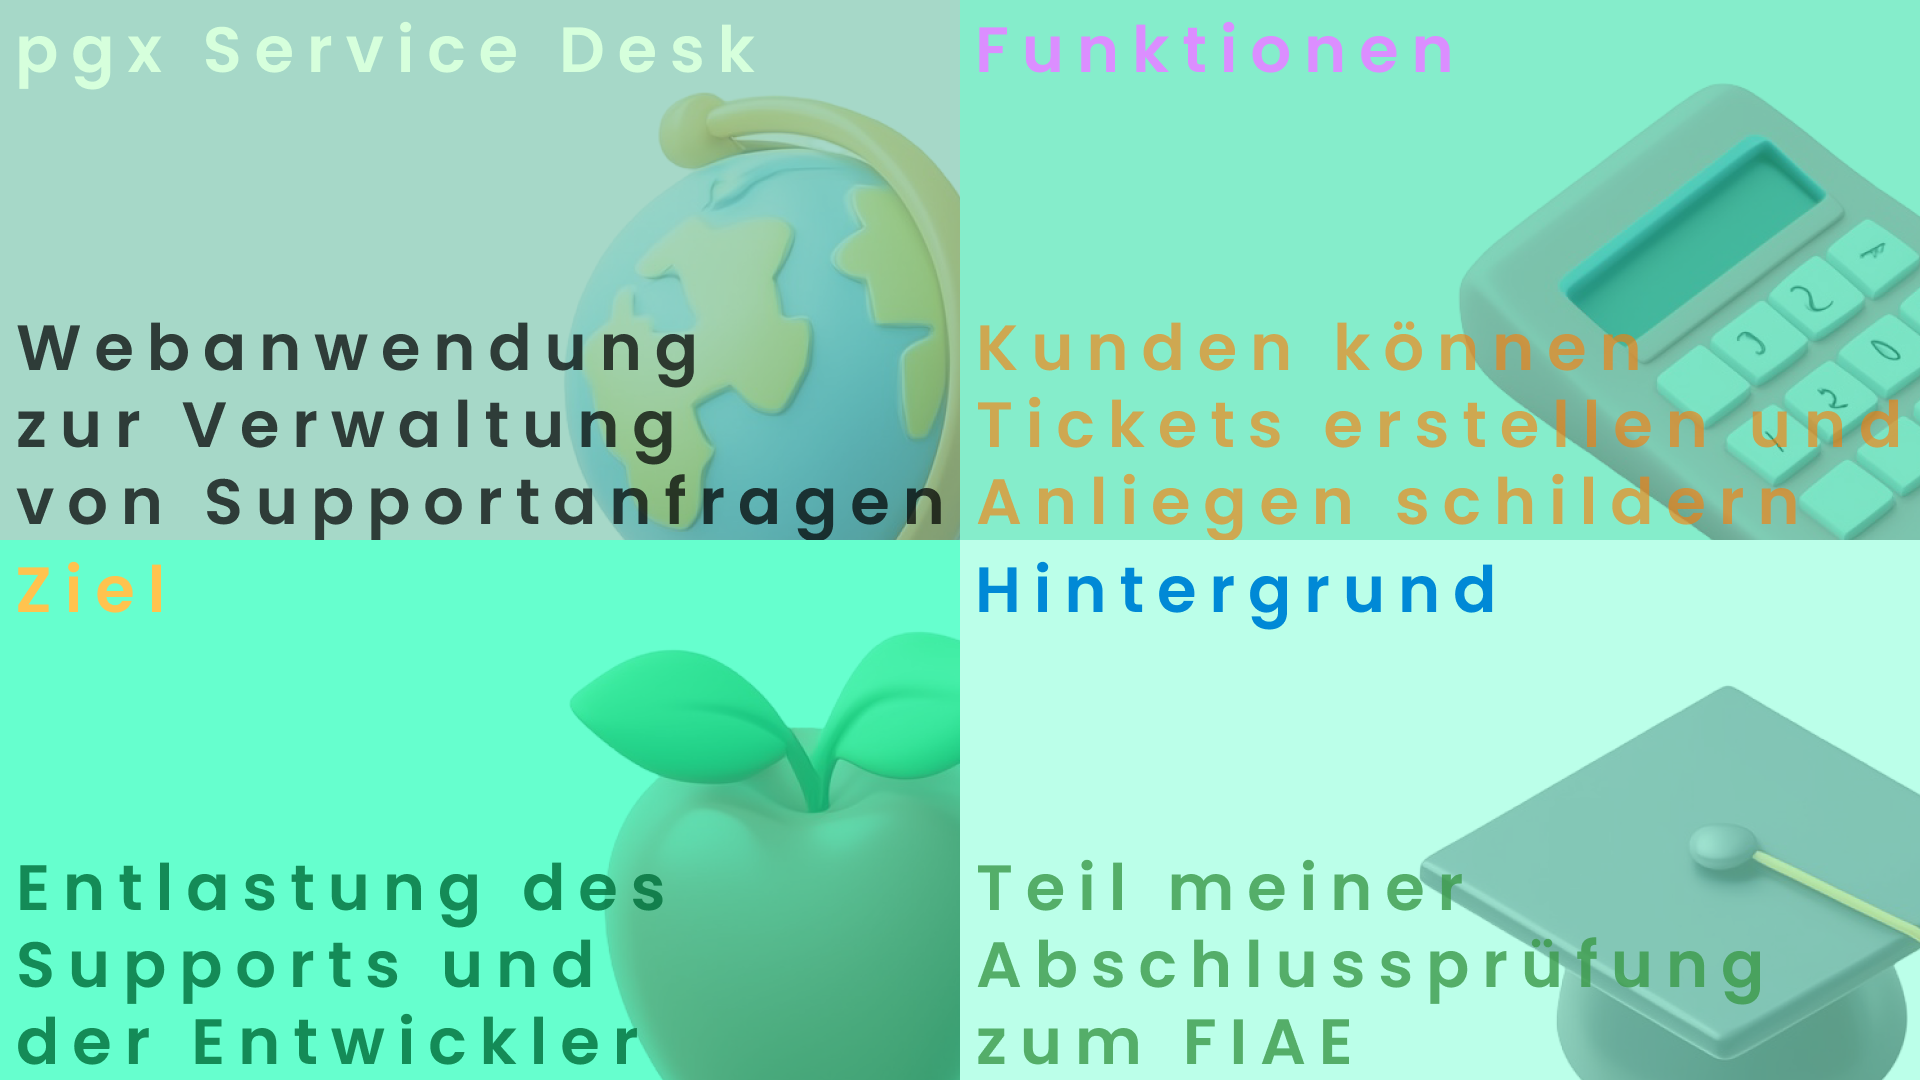 pgx Service Desk
Webanwendung
zur Verwaltung
von Supportanfragen
Funktionen
Kunden können
Tickets erstellen und
Anliegen schildern
Ziel
Entlastung des
Supports und
der Entwickler
Hintergrund
Teil meiner
Abschlussprüfung
zum FIAE